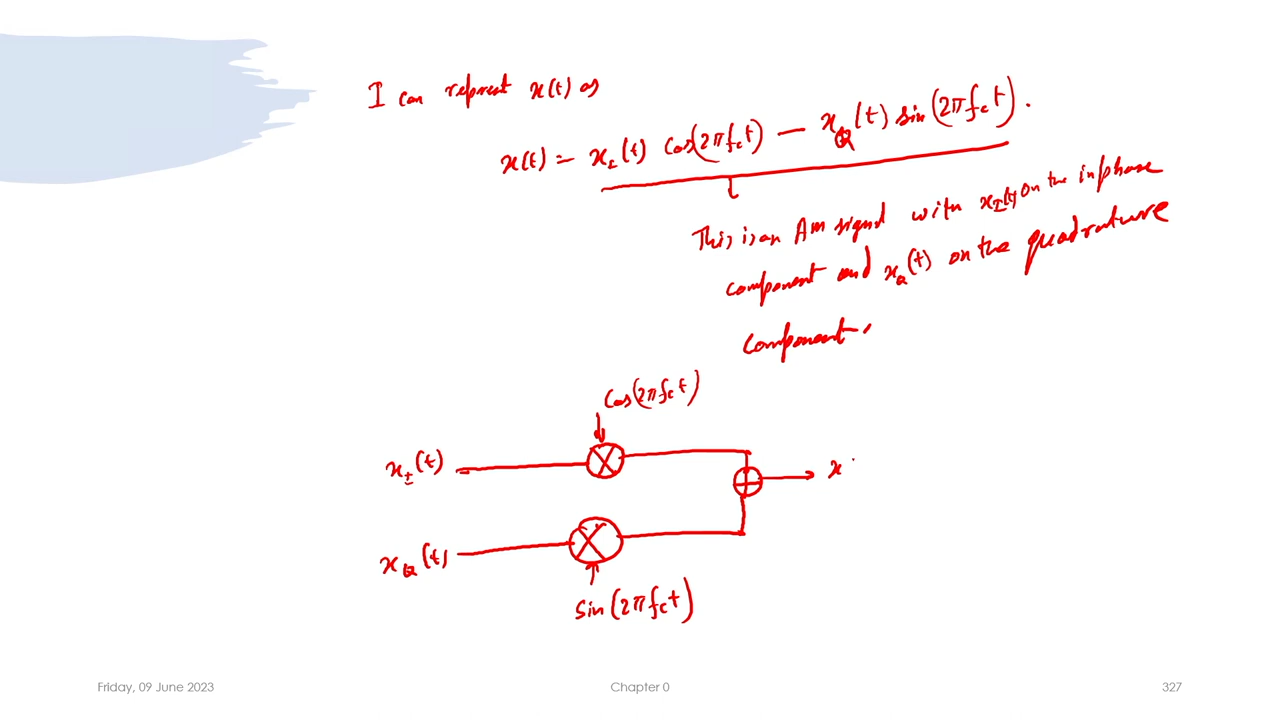 I can represt x(t) as
x(t) = x_I(t) cos(2πf_c t) — x_Q(t) sin(2πf_c t).
This is an AM signal with x_I(t) on the inphase
component and x_Q(t) on the quadrature
component.
cos(2πf_c t)
x_I(t)
x
x_Q(t)
sin(2πf_c t)
Friday, 09 June 2023
Chapter 0
327